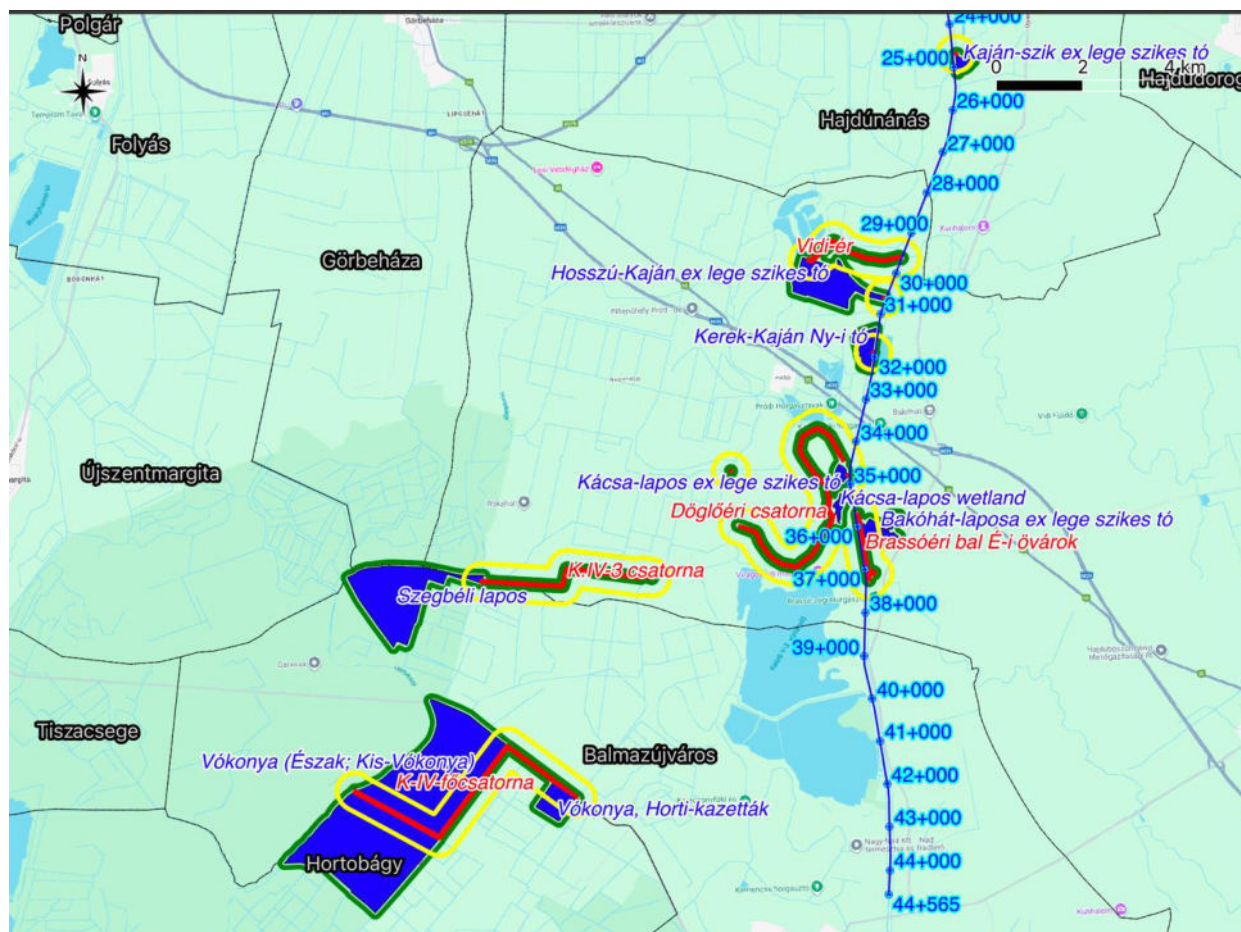 Polgár
Görbeháza
24+000
Kaján-szik ex lege szikes tó
25+000
N
0 2 4 km
Hajdúdorog
26+000
Hajdúnánás
LIPCSEHÁT
Folyás
27+000
28+000
29+000
Vidi-ér
Görbeháza
Hosszú-Kaján ex lege szikes tó
30+000
31+000
Kerek-Kaján Ny-i tó
32+000
33+000
Vidi Fürdő
34+000
Újszentmargita
35+000
Kácsa-lapos ex lege szikes tó
Kácsa-lapos wetland
Döglőéri csatorna
Bakóhát-laposa ex lege szikes tó
36+000
Brassóéri bal É-i övárok
K.IV-3 csatorna
37+000
Szegbéli lapos
38+000
39+000
40+000
Tiszacsege
41+000
Balmazújváros
Vókonya (Észak; Kis-Vókonya)
K-IV-főcsatorna
42+000
Vókonya, Horti-kazetták
43+000
Hortobágy
44+000
44+565
Kunhalom